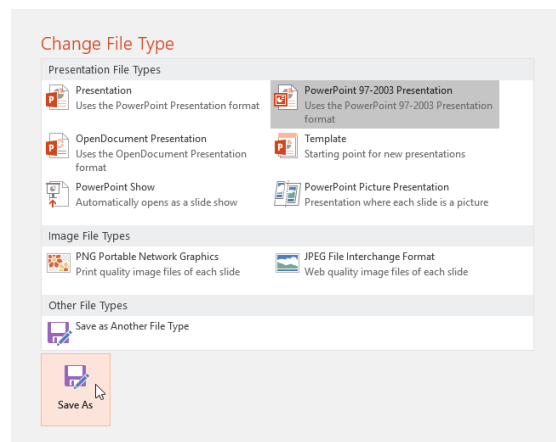 Change File Type
Presentation File Types
Presentation
Uses the PowerPoint Presentation format
PowerPoint 97-2003 Presentation
Uses the PowerPoint 97-2003 Presentation
format
OpenDocument Presentation
Uses the OpenDocument Presentation
format
Template
Starting point for new presentations
PowerPoint Show
Automatically opens as a slide show
PowerPoint Picture Presentation
Presentation where each slide is a picture
Image File Types
PNG Portable Network Graphics
Print quality image files of each slide
JPEG File Interchange Format
Web quality image files of each slide
Other File Types
Save as Another File Type
Save As